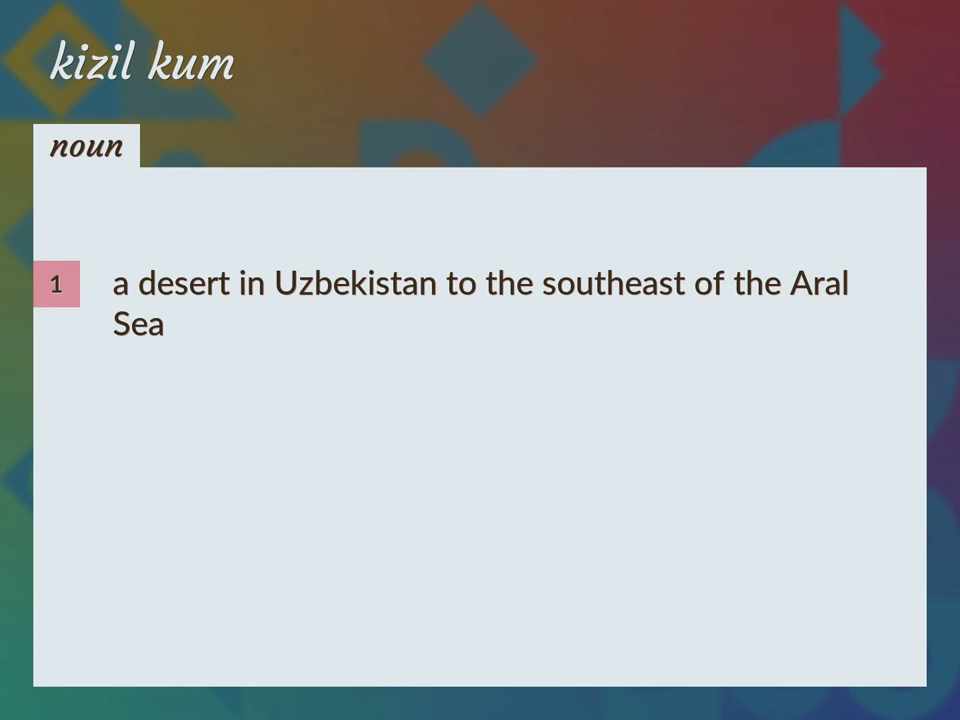 kizil kum
noun
1
a desert in Uzbekistan to the southeast of the Aral
Sea